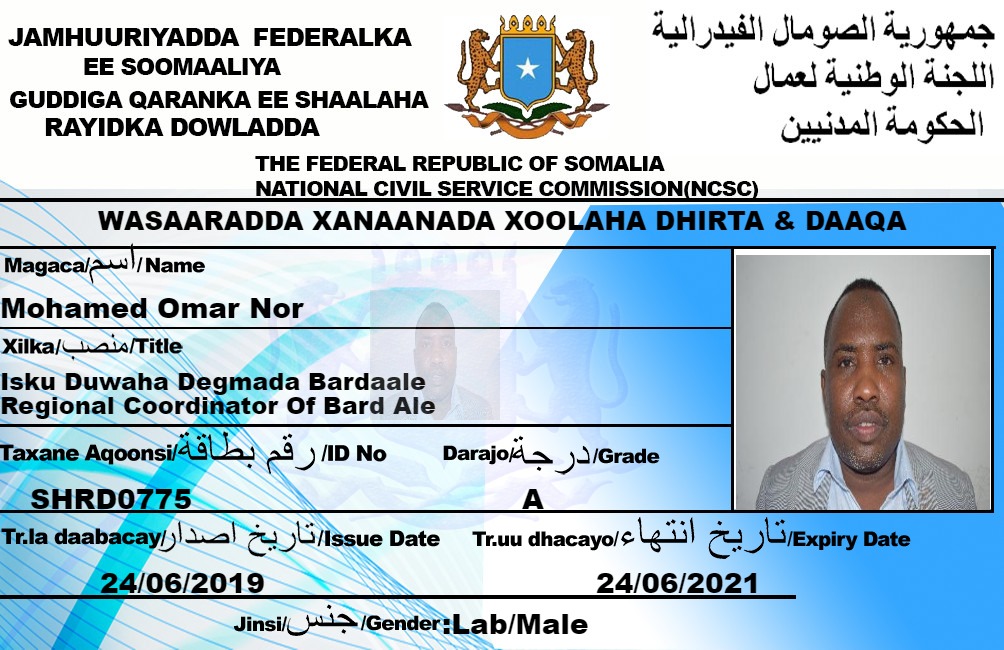 JAMHUURIYADDA FEDERALKA
EE SOOMAALIYA
GUDDIGA QARANKA EE SHAALAHA
RAYIDKA DOWLADDA
جمهورية الصومال الفيدرالية
اللجنة الوطنية لعمال
الحكومة المدنيين
THE FEDERAL REPUBLIC OF SOMALIA
NATIONAL CIVIL SERVICE COMMISSION(NCSC)
WASAARADDA XANAANADA XOOLAHA DHIRTA & DAAQA
Magaca/اسم/Name
Mohamed Omar Nor
Xilka/منصب/Title
Isku Duwaha Degmada Bardaale
Regional Coordinator Of Bard Ale
Taxane Aqoonsi/رقم بطاقة/ID No Darajo/درجة/Grade
SHRD0775 A
Tr.la daabacay/تاريخ اصدار/Issue Date Tr.uu dhacayo/تاريخ انتهاء/Expiry Date
24/06/2019 24/06/2021
Jinsi/جنس/Gender:Lab/Male